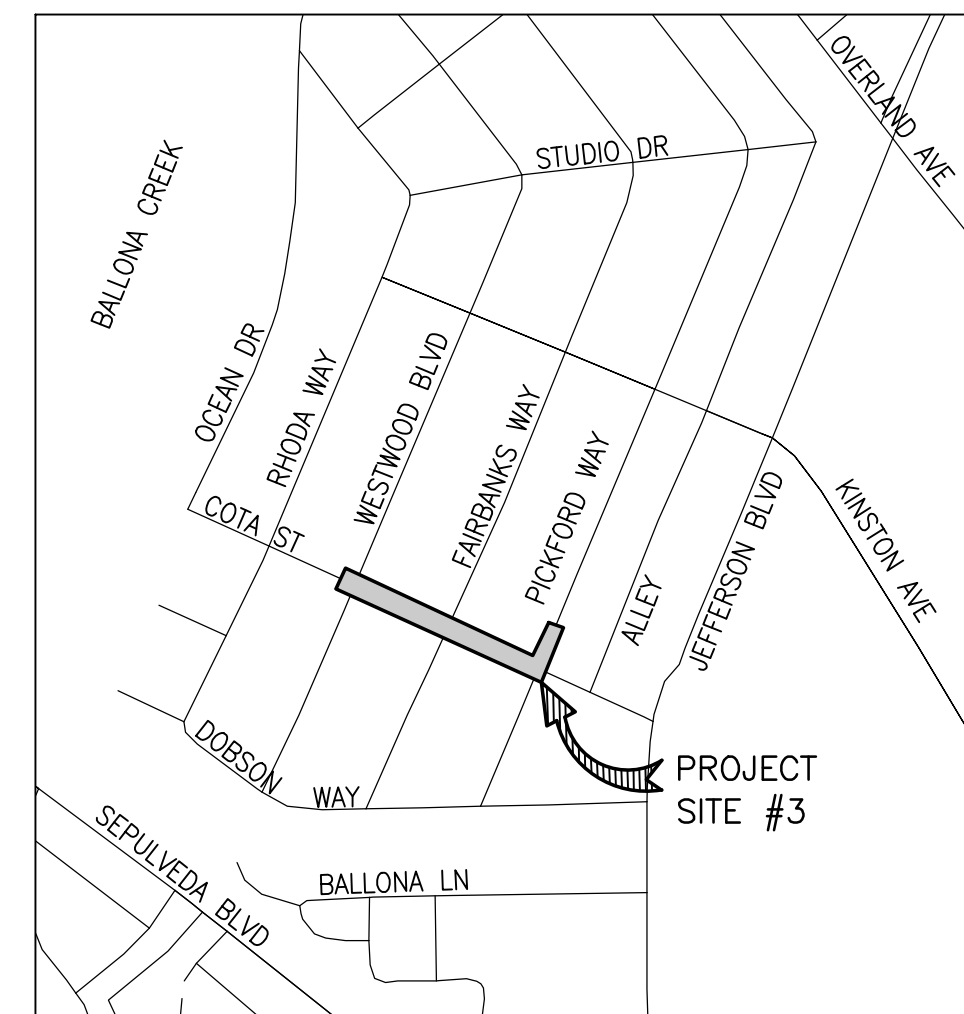 OVERLAND AVE
STUDIO DR
BALLONA CREEK
OCEAN DR
RHODA WAY
WESTWOOD BLVD
FAIRBANKS WAY
PICKFORD WAY
ALLEY
JEFFERSON BLVD
KINSTON AVE
COTA ST
DOBSON WAY
PROJECT
SITE #3
SEPULVEDA BLVD
BALLONA LN